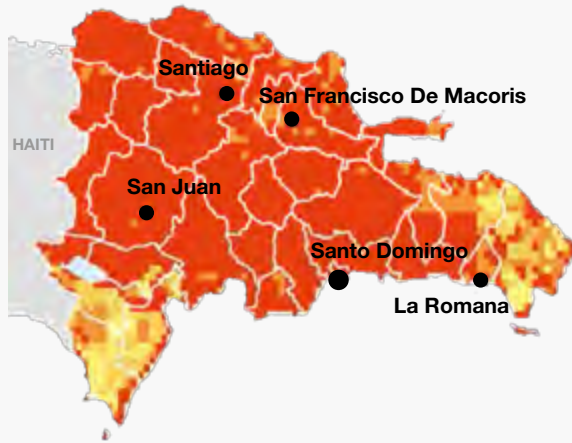 Santiago
San Francisco De Macoris
HAITI
San Juan
Santo Domingo
La Romana